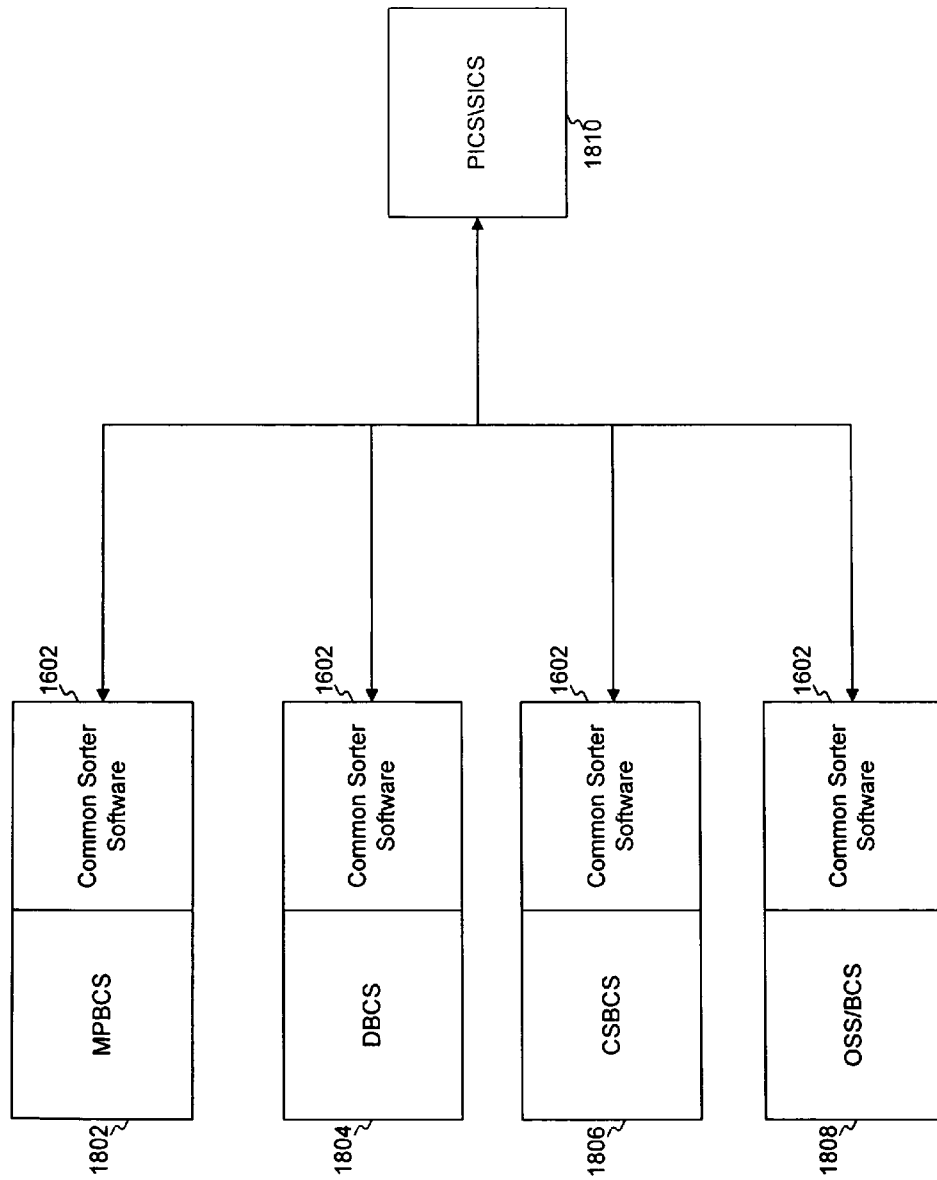 1802
MPBCS
Common Sorter
Software
1602
1804
DBCS
Common Sorter
Software
1602
1806
CSBCS
Common Sorter
Software
1602
1808
OSS/BCS
Common Sorter
Software
1602
PICS\SICS
1810